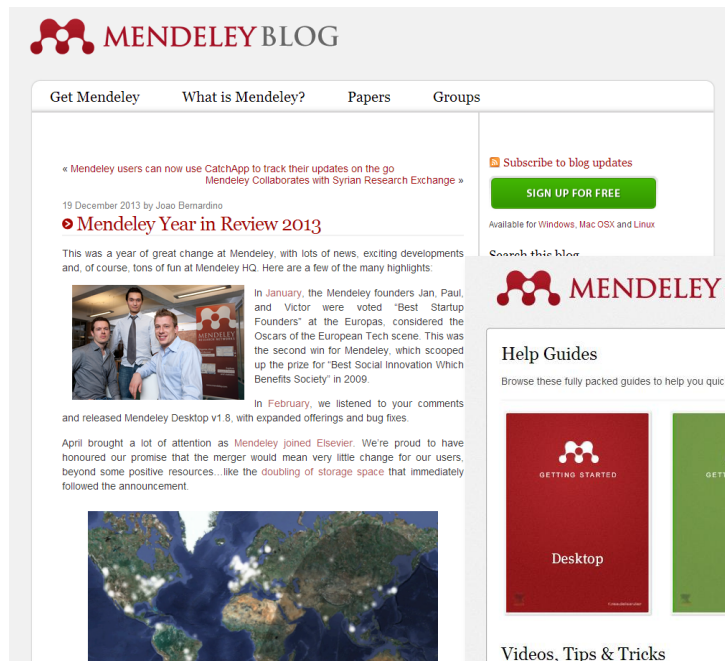 MENDELEY BLOG
Get Mendeley What is Mendeley? Papers Groups
« Mendeley users can now use CatchApp to track their updates on the go
Mendeley Collaborates with Syrian Research Exchange »
19 December 2013 by Joao Bernardino
Mendeley Year in Review 2013
This was a year of great change at Mendeley, with lots of news, exciting developments
and, of course, tons of fun at Mendeley HQ. Here are a few of the many highlights:
In January, the Mendeley founders Jan, Paul,
and Victor were voted “Best Startup
Founders” at the Europas, considered the
Oscars of the European Tech scene. This was
the second win for Mendeley, which scooped
up the prize for “Best Social Innovation Which
Benefits Society” in 2009.
MENDELEY
In February, we listened to your comments
and released Mendeley Desktop v1.8, with expanded offerings and bug fixes.
April brought a lot of attention as Mendeley joined Elsevier. We’re proud to have
honoured our promise that the merger would mean very little change for our users,
beyond some positive resources…like the doubling of storage space that immediately
followed the announcement.
Subscribe to blog updates
SIGN UP FOR FREE
Available for Windows, Mac OSX and Linux
Search this blog
MENDELEY
Help Guides
Browse these fully packed guides to help you quic
GETTING STARTED
Desktop
GETT
Videos, Tips & Tricks